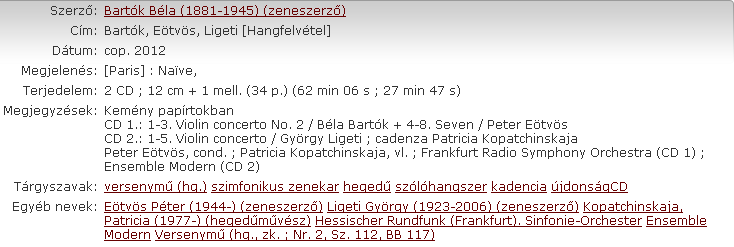 Szerző: Bartók Béla (1881-1945) (zeneszerző)
Cím: Bartók, Eötvös, Ligeti [Hangfelvétel]
Dátum: cop. 2012
Megjelenés: [Paris] : Naïve,
Terjedelem: 2 CD ; 12 cm + 1 mell. (34 p.) (62 min 06 s ; 27 min 47 s)
Megjegyzések: Kemény papírtokban
CD 1.: 1-3. Violin concerto No. 2 / Béla Bartók + 4-8. Seven / Peter Eötvös
CD 2.: 1-5. Violin concerto / György Ligeti ; cadenza Patricia Kopatchinskaja
Peter Eötvös, cond. ; Patricia Kopatchinskaja, vl. ; Frankfurt Radio Symphony Orchestra (CD 1) ;
Ensemble Modern (CD 2)
Tárgyszavak: versenymű (hg.) szimfonikus zenekar hegedű szólóhangszer kadencia újdonságCD
Egyéb nevek: Eötvös Péter (1944-) (zeneszerző) Ligeti György (1923-2006) (zeneszerző) Kopatchinskaja,
Patricia (1977-) (hegedűművész) Hessischer Rundfunk (Frankfurt). Sinfonie-Orchester Ensemble
Modern Versenymű (hg., zk. ; Nr. 2, Sz. 112, BB 117)